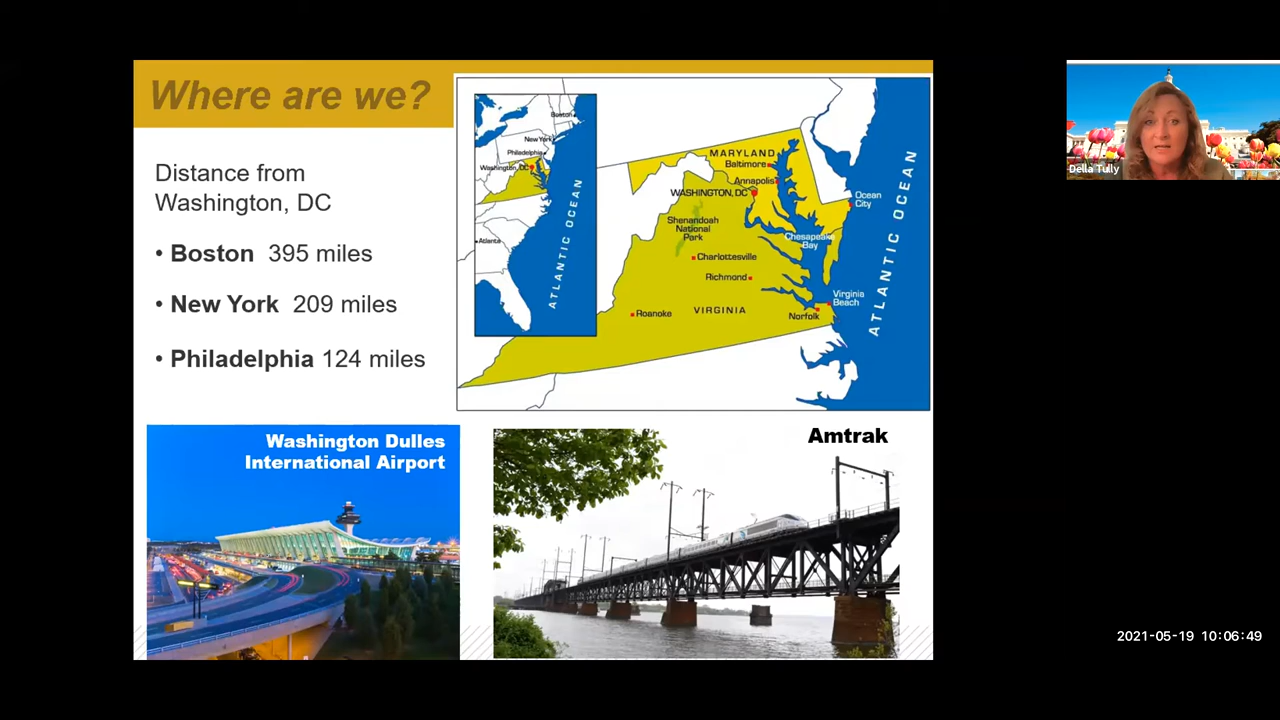 Where are we?
Distance from
Washington, DC
• Boston 395 miles
• New York 209 miles
• Philadelphia 124 miles
Boston
New York
Philadelphia
Washington, DC
Atlanta
ATLANTIC OCEAN
MARYLAND
Baltimore
Annapolis
WASHINGTON, DC
Shenandoah
National
Park
Charlottesville
Richmond
Roanoke
VIRGINIA
Norfolk
Virginia
Beach
Chesapeake
Bay
Ocean
City
ATLANTIC OCEAN
Washington Dulles
International Airport
Amtrak
Della Tully
2021-05-19 10:06:49